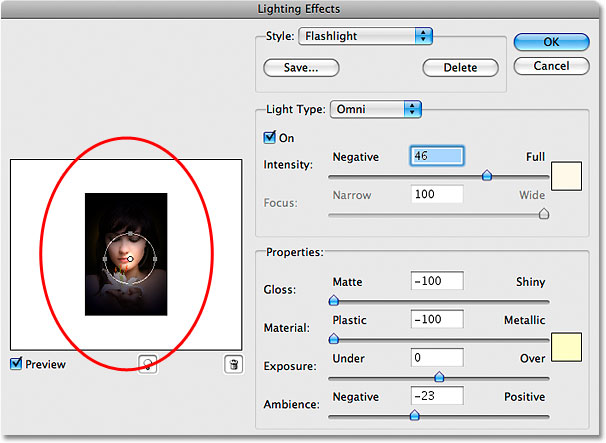 Lighting Effects
Style: Flashlight
OK
Save...
Delete
Cancel
Light Type: Omni
On
Intensity: Negative 46 Full
Focus: Narrow 100 Wide
Properties:
Gloss: Matte -100 Shiny
Material: Plastic -100 Metallic
Exposure: Under 0 Over
Ambience: Negative -23 Positive
Preview